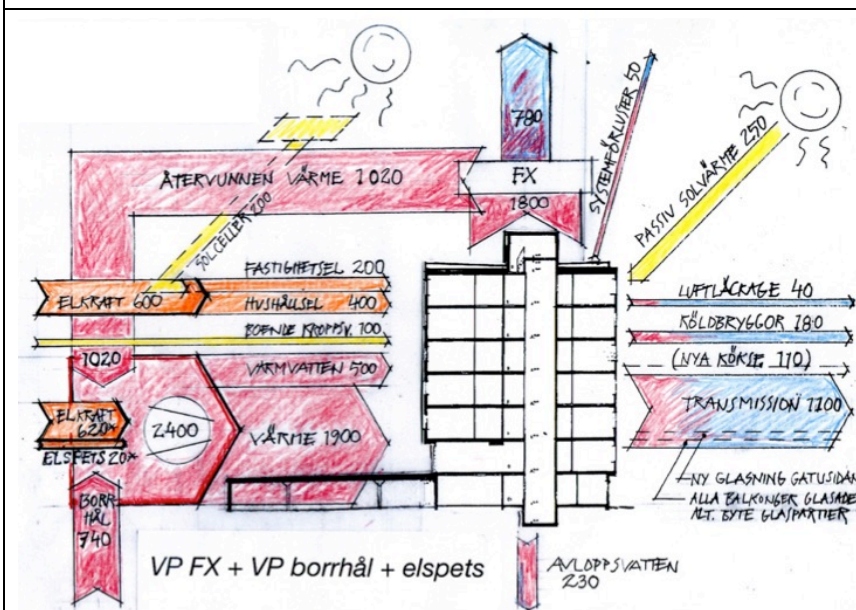 780
SYSTEMFÖRLUSTER 50
PASSIV SOLVÄRME 250
ÅTERVUNNEN VÄRME 1020
FX
1800
SOLCELLER 200
FASTIGHETSEL 200
ELKRAFT 600
HUSHÅLLSEL 400
BOENDE KROPPSV. 100
LUFTLÄCKAGE 40
KÖLDBRYGGOR 180
(NYA KÖKSF 110)
1020
VARMVATTEN 500
TRANSMISSION 1100
ELKRAFT
620*
2400
VÄRME 1900
ELSPETS 20*
NY GLASNING GATUSIDAN
ALLA BALKONGER GLASADE
ALT. BYTE GLASPARTIER
BORR
HÅL
740
VP FX + VP borrhål + elspets
AVLOPPSVATTEN
230